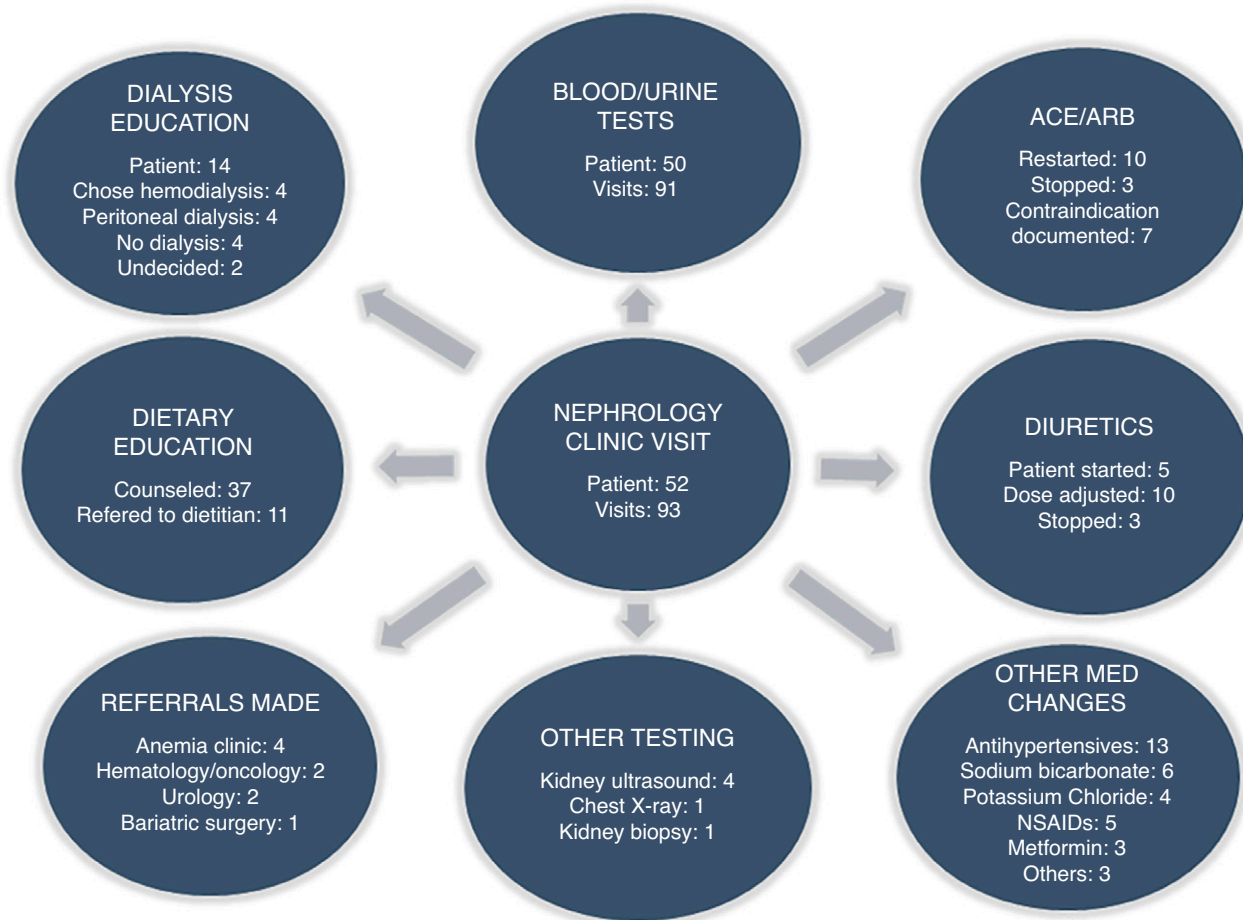 DIALYSIS
EDUCATION
Patient: 14
Chose hemodialysis: 4
Peritoneal dialysis: 4
No dialysis: 4
Undecided: 2
BLOOD/URINE
TESTS
Patient: 50
Visits: 91
ACE/ARB
Restarted: 10
Stopped: 3
Contraindication
documented: 7
DIETARY
EDUCATION
Counseled: 37
Refered to dietitian: 11
NEPHROLOGY
CLINIC VISIT
Patient: 52
Visits: 93
DIURETICS
Patient started: 5
Dose adjusted: 10
Stopped: 3
REFERRALS MADE
Anemia clinic: 4
Hematology/oncology: 2
Urology: 2
Bariatric surgery: 1
OTHER TESTING
Kidney ultrasound: 4
Chest X-ray: 1
Kidney biopsy: 1
OTHER MED
CHANGES
Antihypertensives: 13
Sodium bicarbonate: 6
Potassium Chloride: 4
NSAIDs: 5
Metformin: 3
Others: 3